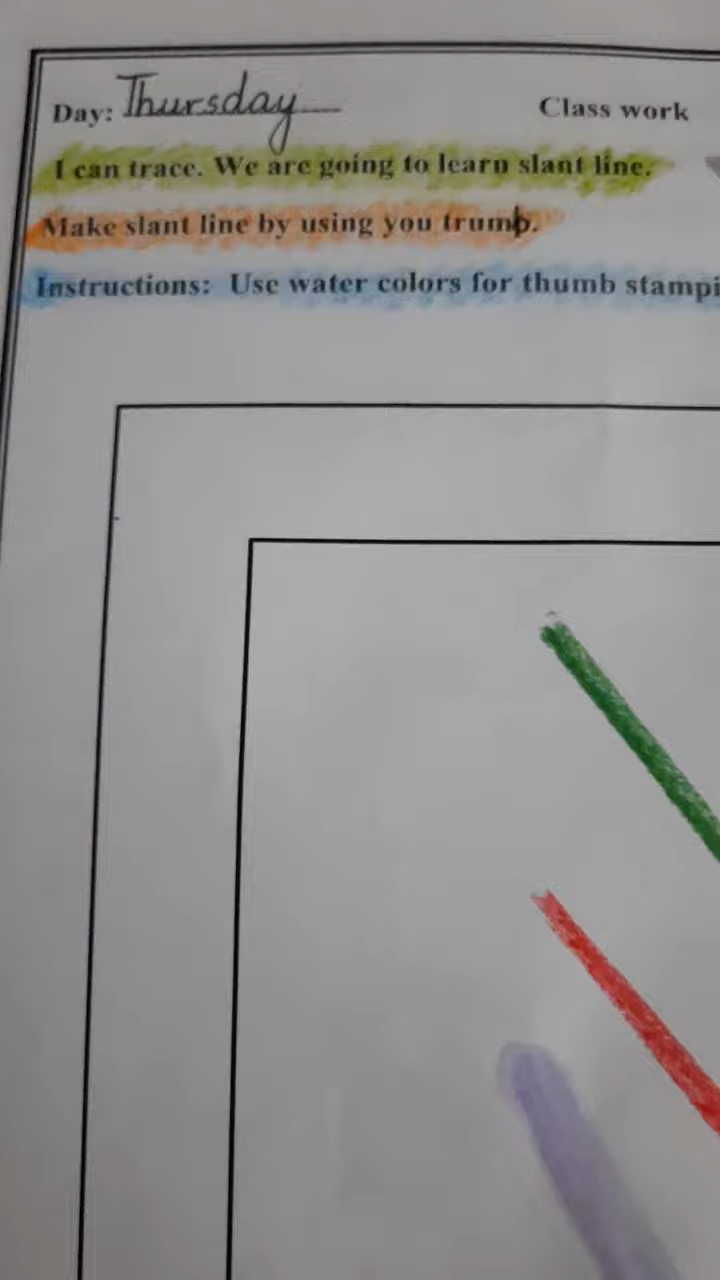 Day: Thursday Class work
I can trace. We are going to learn slant line.
Make slant line by using you trumb.
Instructions: Use water colors for thumb stampi